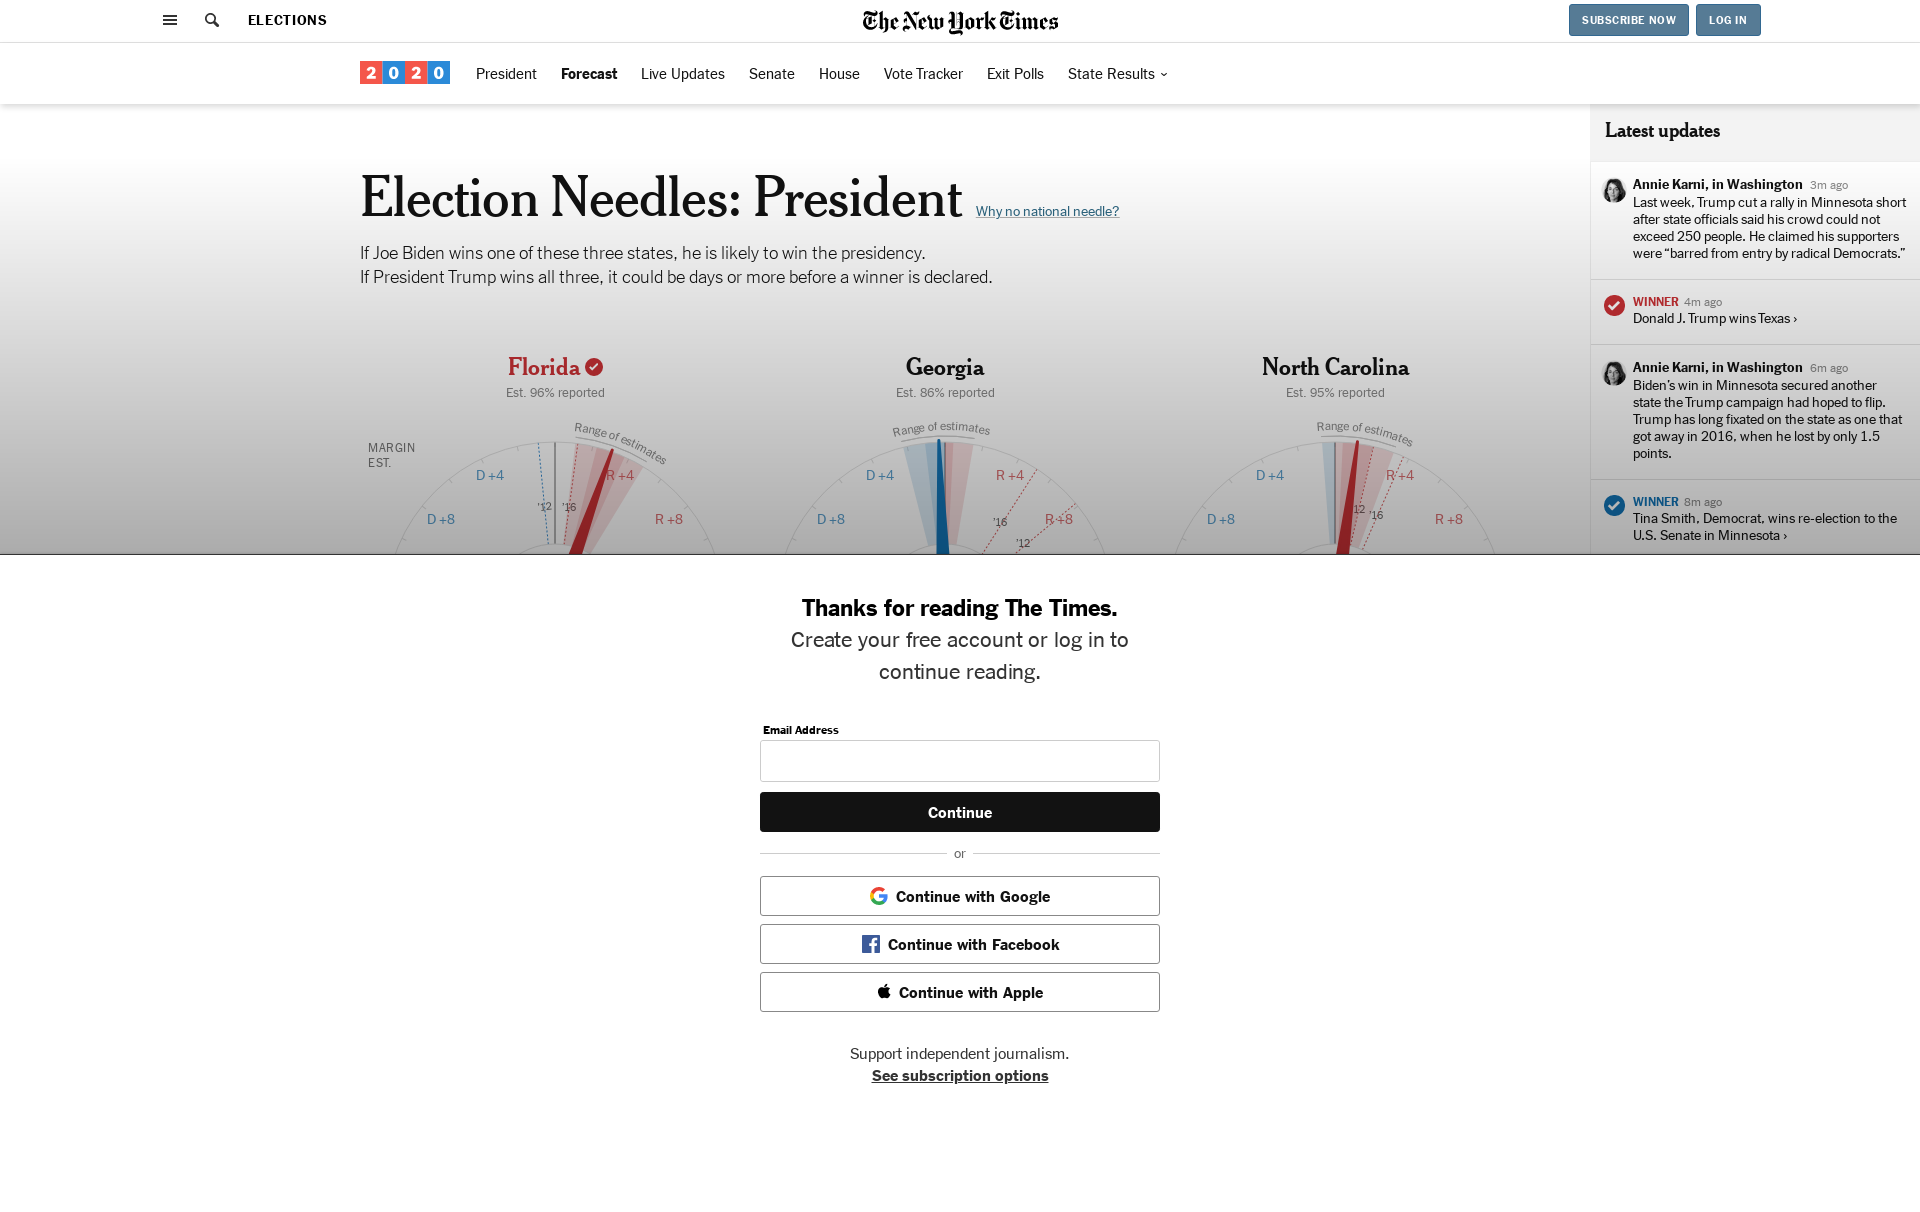 ELECTIONS
The New York Times
SUBSCRIBE NOW
LOG IN
2020
President
Forecast
Live Updates
Senate
House
Vote Tracker
Exit Polls
State Results
Election Needles: President
Why no national needle?
If Joe Biden wins one of these three states, he is likely to win the presidency.
If President Trump wins all three, it could be days or more before a winner is declared.
Florida
Est. 96% reported
MARGIN
EST.
Range of estimates
D +4
R +4
'12
'16
D +8
R +8
Georgia
Est. 86% reported
Range of estimates
D +4
R +4
D +8
R +8
'16
'12
North Carolina
Est. 95% reported
Range of estimates
D +4
R +4
12
'16
D +8
R +8
Latest updates
Annie Karni, in Washington 3m ago
Last week, Trump cut a rally in Minnesota short
after state officials said his crowd could not
exceed 250 people. He claimed his supporters
were “barred from entry by radical Democrats.”
WINNER 4m ago
Donald J. Trump wins Texas ›
Annie Karni, in Washington 6m ago
Biden’s win in Minnesota secured another
state the Trump campaign had hoped to flip.
Trump has long fixated on the state as one that
got away in 2016, when he lost by only 1.5
points.
WINNER 8m ago
Tina Smith, Democrat, wins re-election to the
U.S. Senate in Minnesota ›
Thanks for reading The Times.
Create your free account or log in to
continue reading.
Email Address
Continue
or
Continue with Google
Continue with Facebook
Continue with Apple
Support independent journalism.
See subscription options